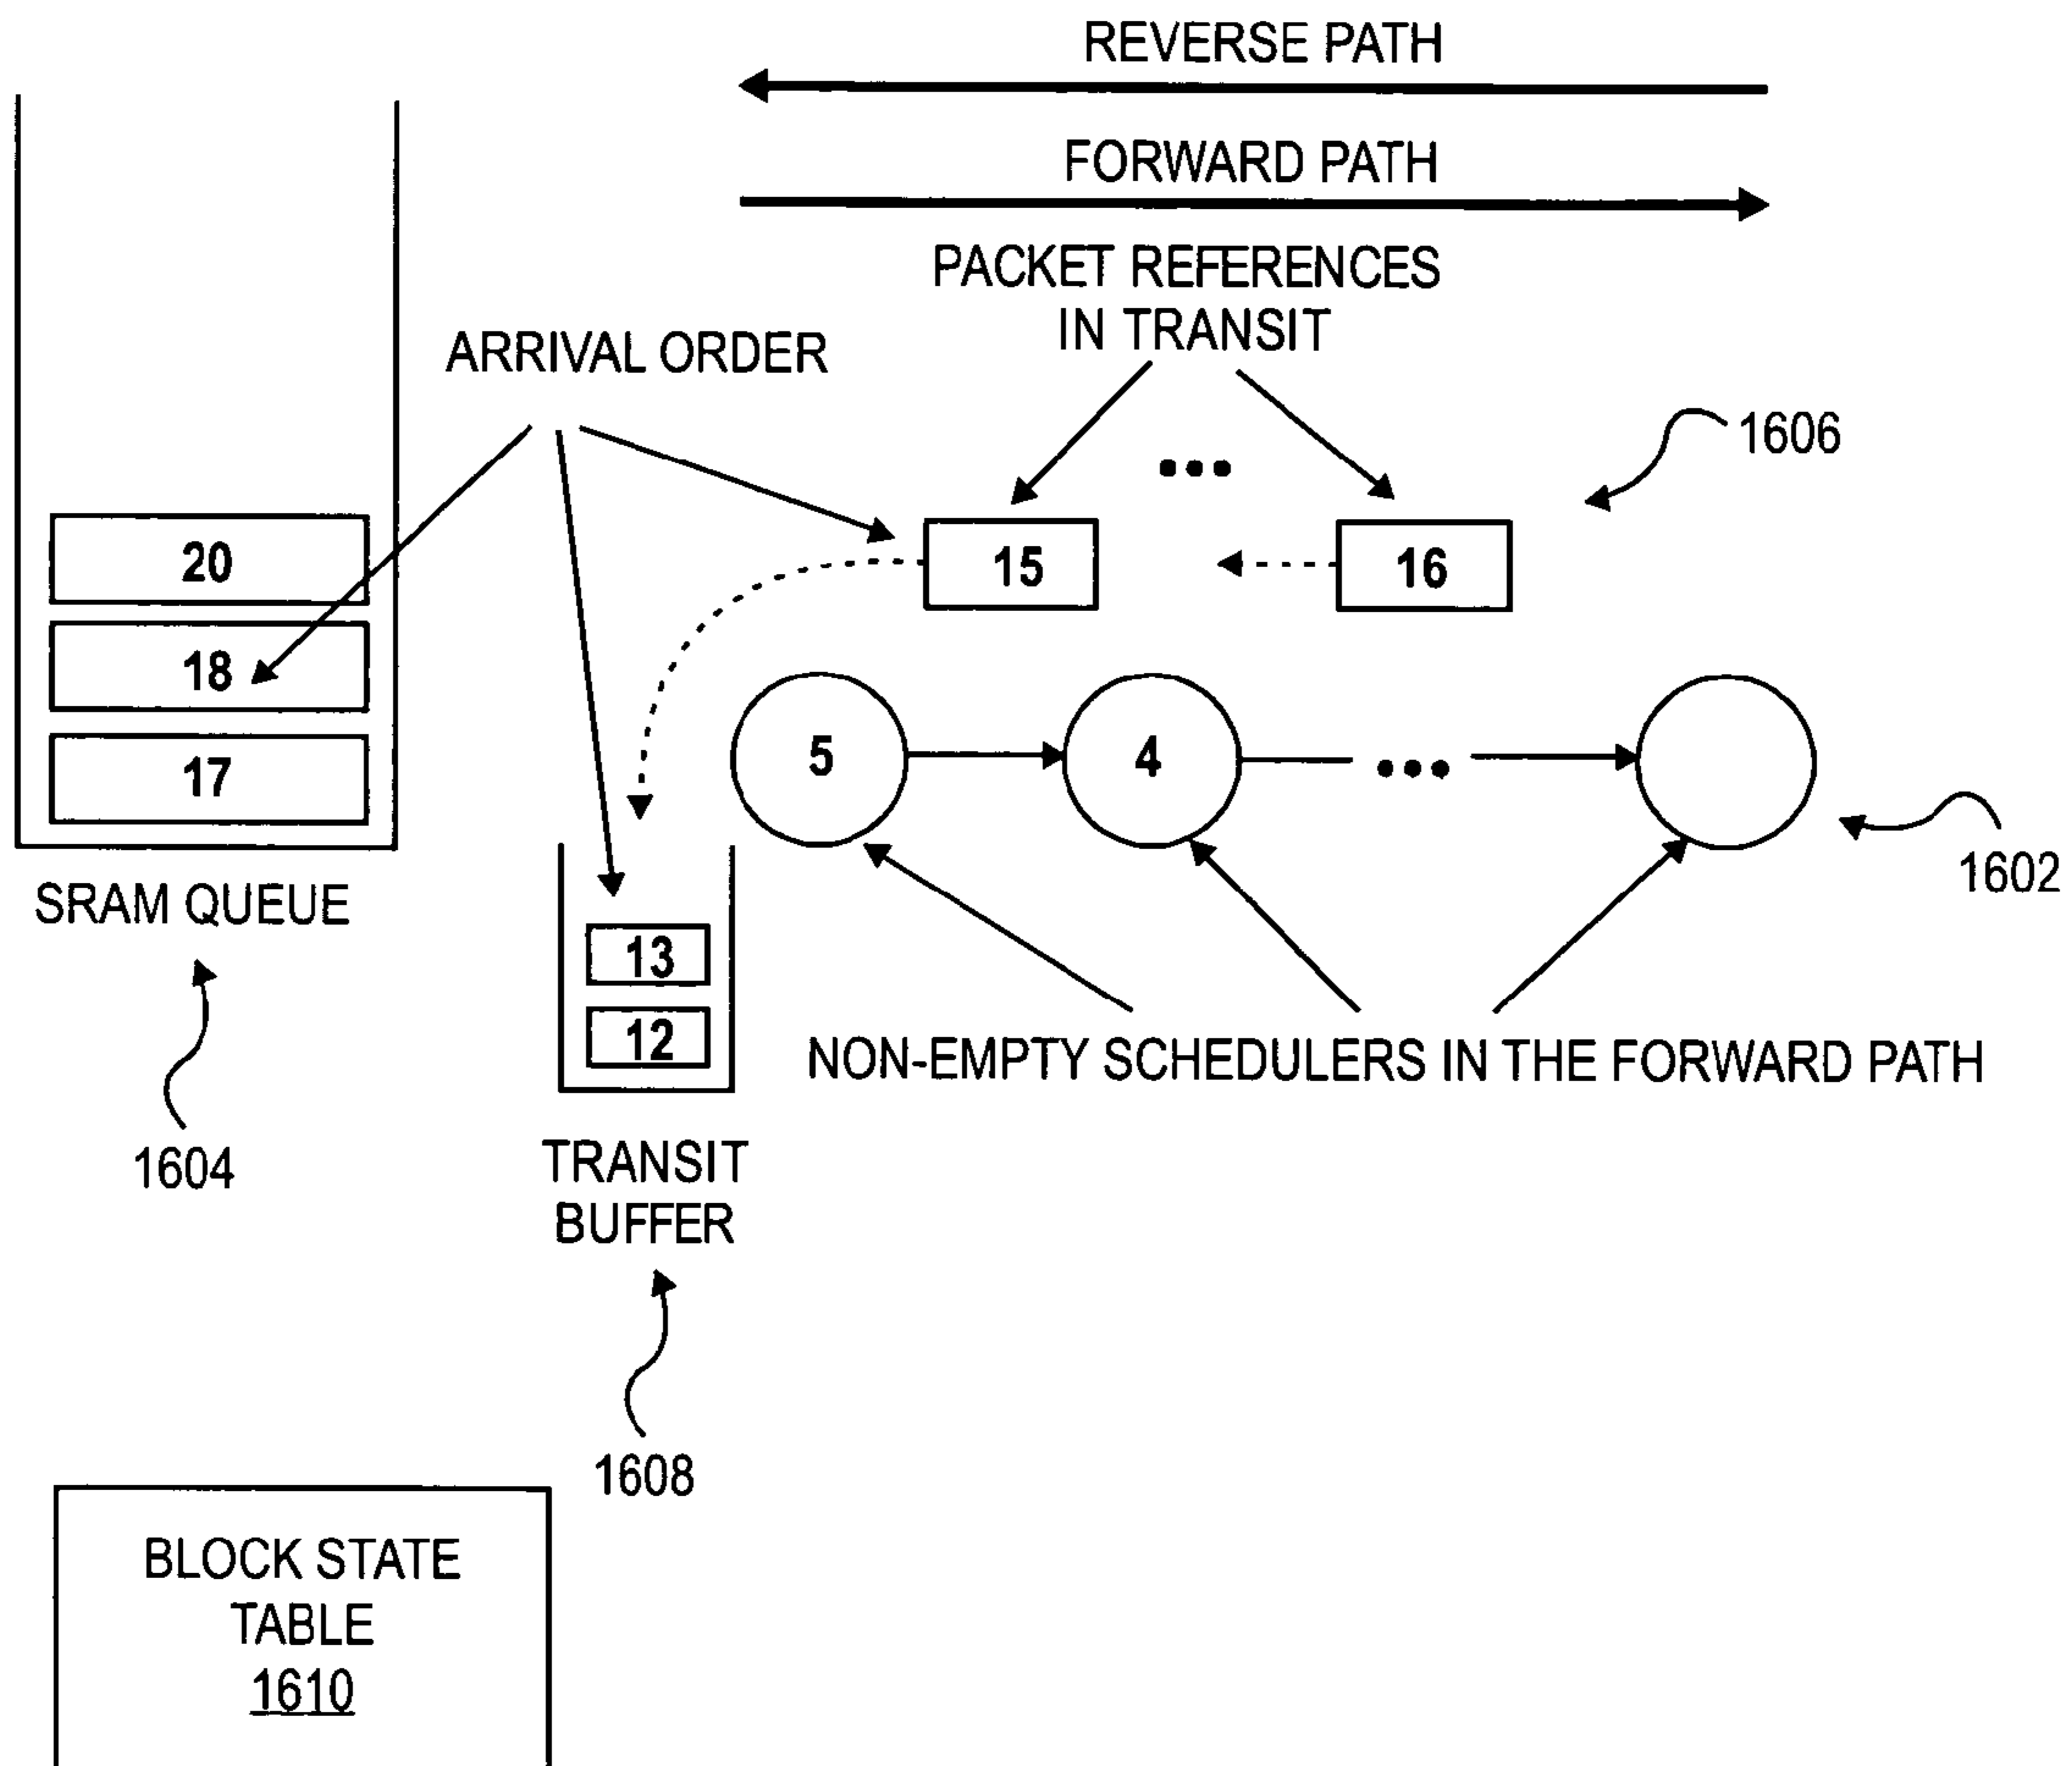 REVERSE PATH
FORWARD PATH
PACKET REFERENCES
IN TRANSIT
ARRIVAL ORDER
1606
20
15
16
18
17
5
4
1602
SRAM QUEUE
13
12
NON-EMPTY SCHEDULERS IN THE FORWARD PATH
1604
TRANSIT
BUFFER
1608
BLOCK STATE
TABLE
1610